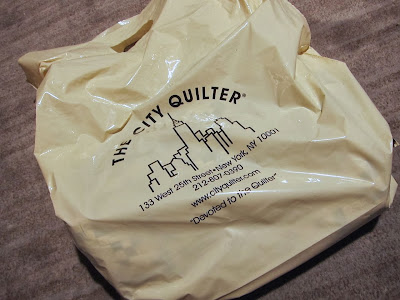 THE CITY QUILTER®
133 West 25th Street•New York, NY 10001
212-807-0390
www.cityquilter.com
"Devoted to the Quilter"